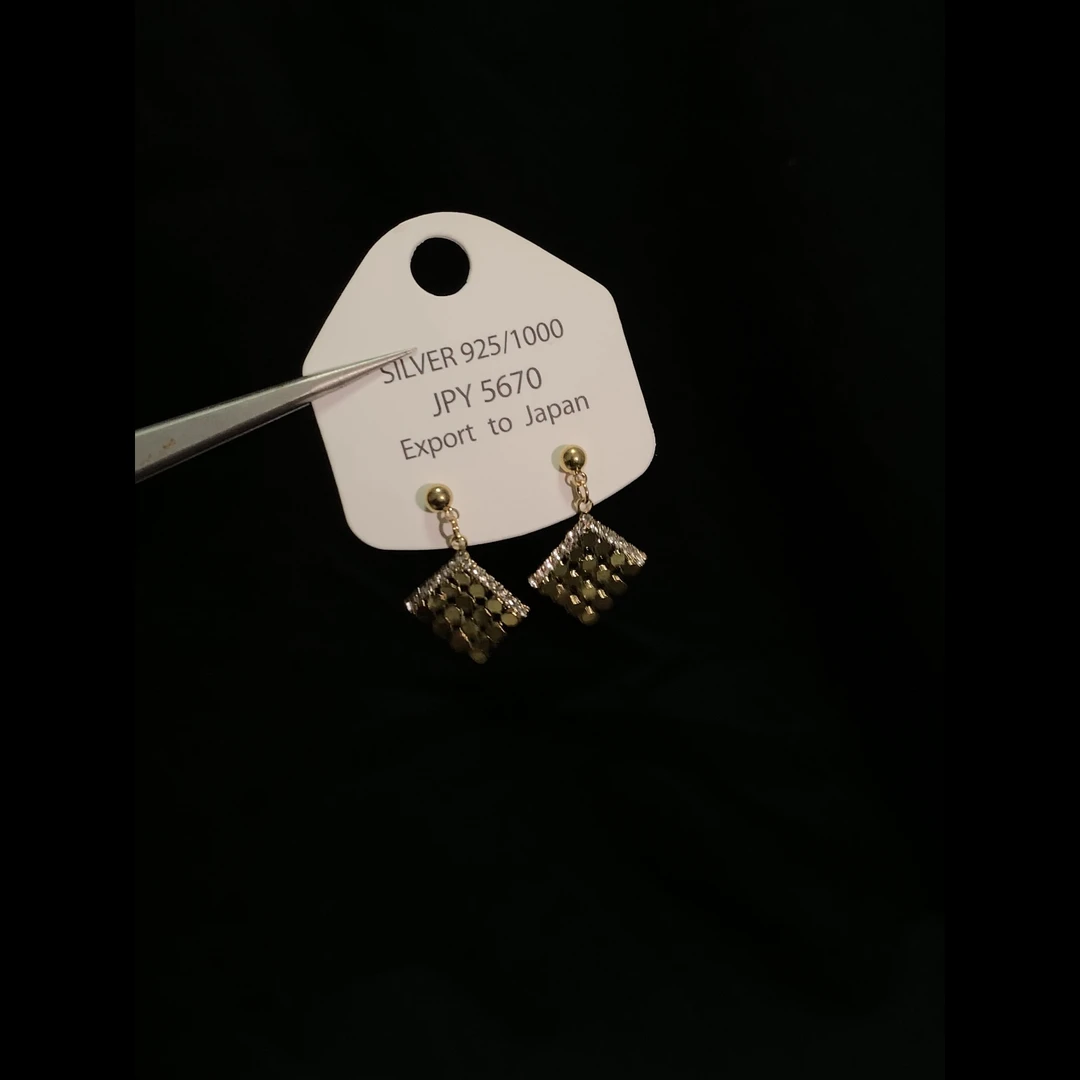 SILVER 925/1000
JPY 5670
Export to Japan